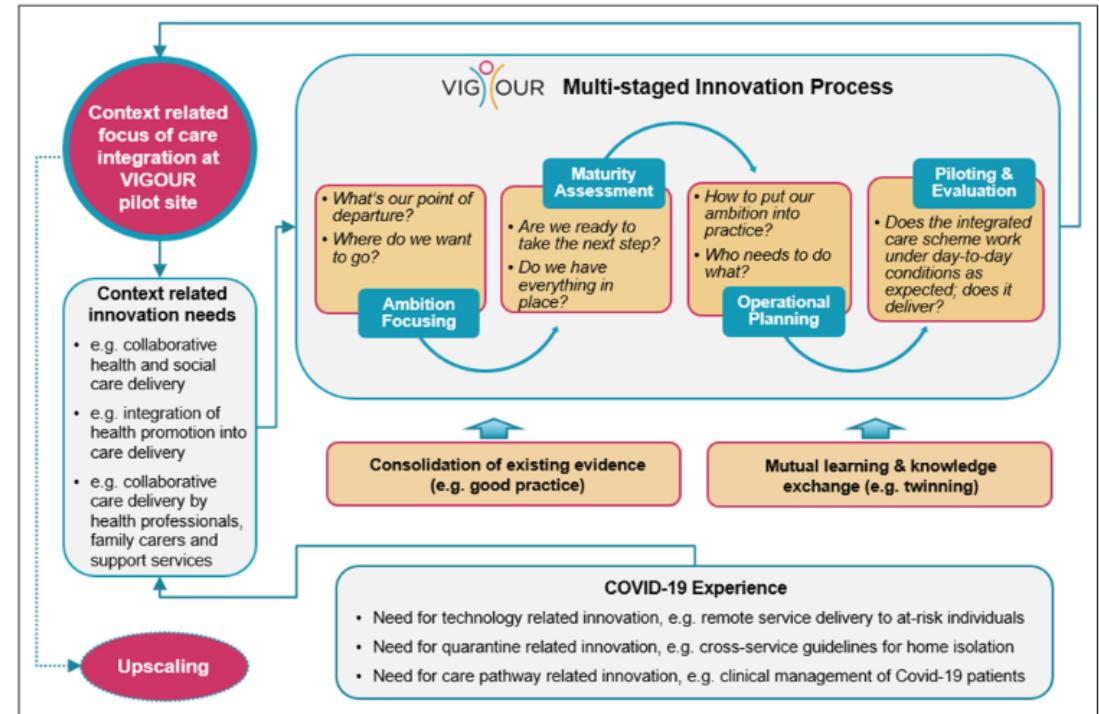 Context related
focus of care
integration at
VIGOUR
pilot site
VIGOUR Multi-staged Innovation Process
• What's our point of
departure?
• Where do we want
to go?
Ambition
Focusing
Maturity
Assessment
• Are we ready to
take the next step?
• Do we have
everything in
place?
• How to put our
ambition into
practice?
• Who needs to do
what?
Operational
Planning
Piloting &
Evaluation
• Does the integrated
care scheme work
under day-to-day
conditions as
expected; does it
deliver?
Context related
innovation needs
• e.g. collaborative
health and social
care delivery
• e.g. integration of
health promotion into
care delivery
• e.g. collaborative
care delivery by
health professionals,
family carers and
support services
Consolidation of existing evidence
(e.g. good practice)
Mutual learning & knowledge
exchange (e.g. twinning)
COVID-19 Experience
• Need for technology related innovation, e.g. remote service delivery to at-risk individuals
• Need for quarantine related innovation, e.g. cross-service guidelines for home isolation
• Need for care pathway related innovation, e.g. clinical management of Covid-19 patients
Upscaling